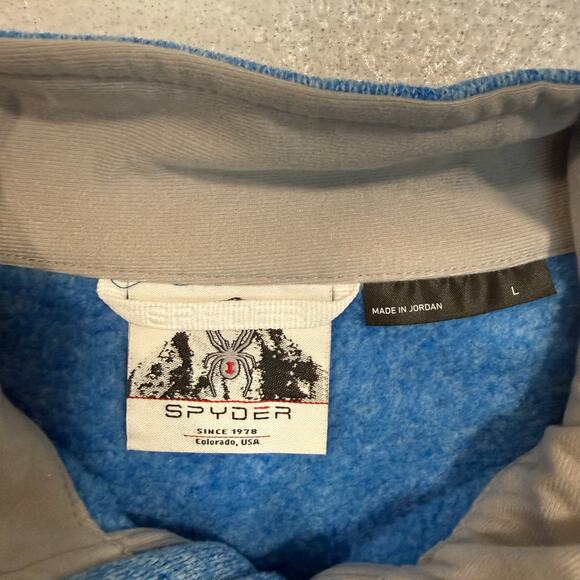 SPYDER
SINCE 1978
Colorado, USA
MADE IN JORDAN
L